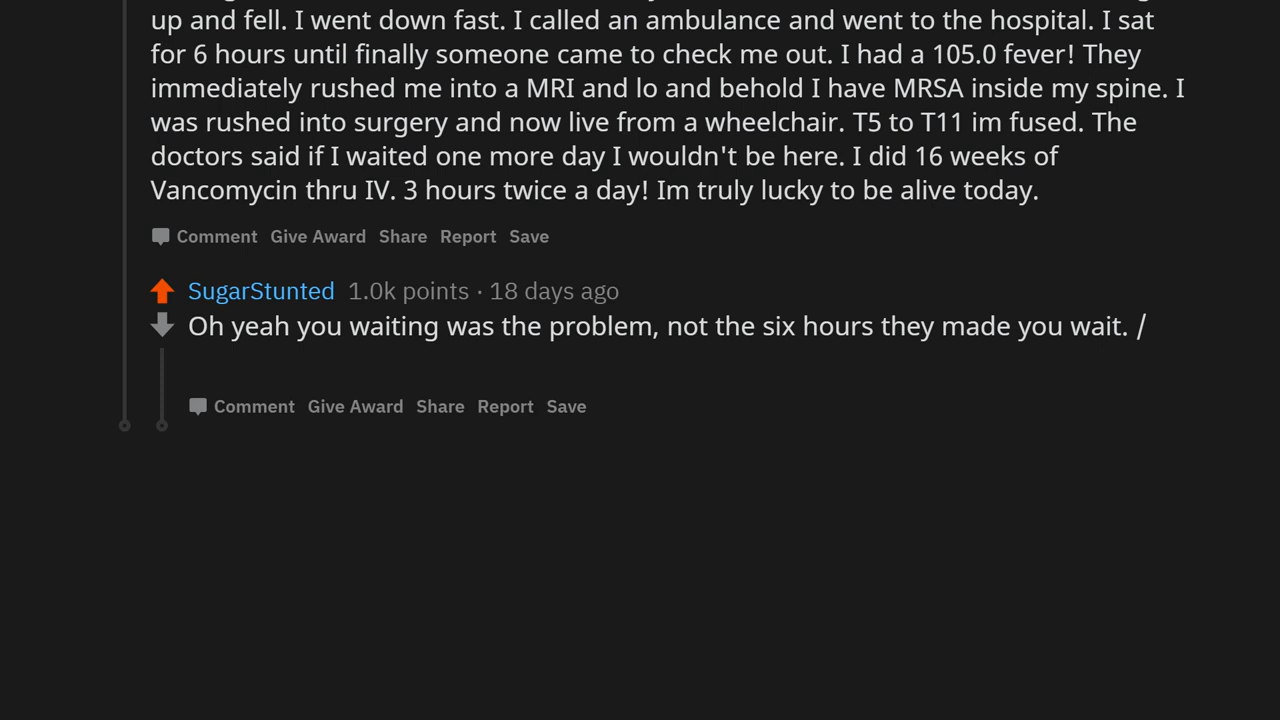 up and fell. I went down fast. I called an ambulance and went to the hospital. I sat
for 6 hours until finally someone came to check me out. I had a 105.0 fever! They
immediately rushed me into a MRI and lo and behold I have MRSA inside my spine. I
was rushed into surgery and now live from a wheelchair. T5 to T11 im fused. The
doctors said if I waited one more day I wouldn't be here. I did 16 weeks of
Vancomycin thru IV. 3 hours twice a day! Im truly lucky to be alive today.
Comment Give Award Share Report Save
SugarStunted 1.0k points · 18 days ago
Oh yeah you waiting was the problem, not the six hours they made you wait. /
Comment Give Award Share Report Save